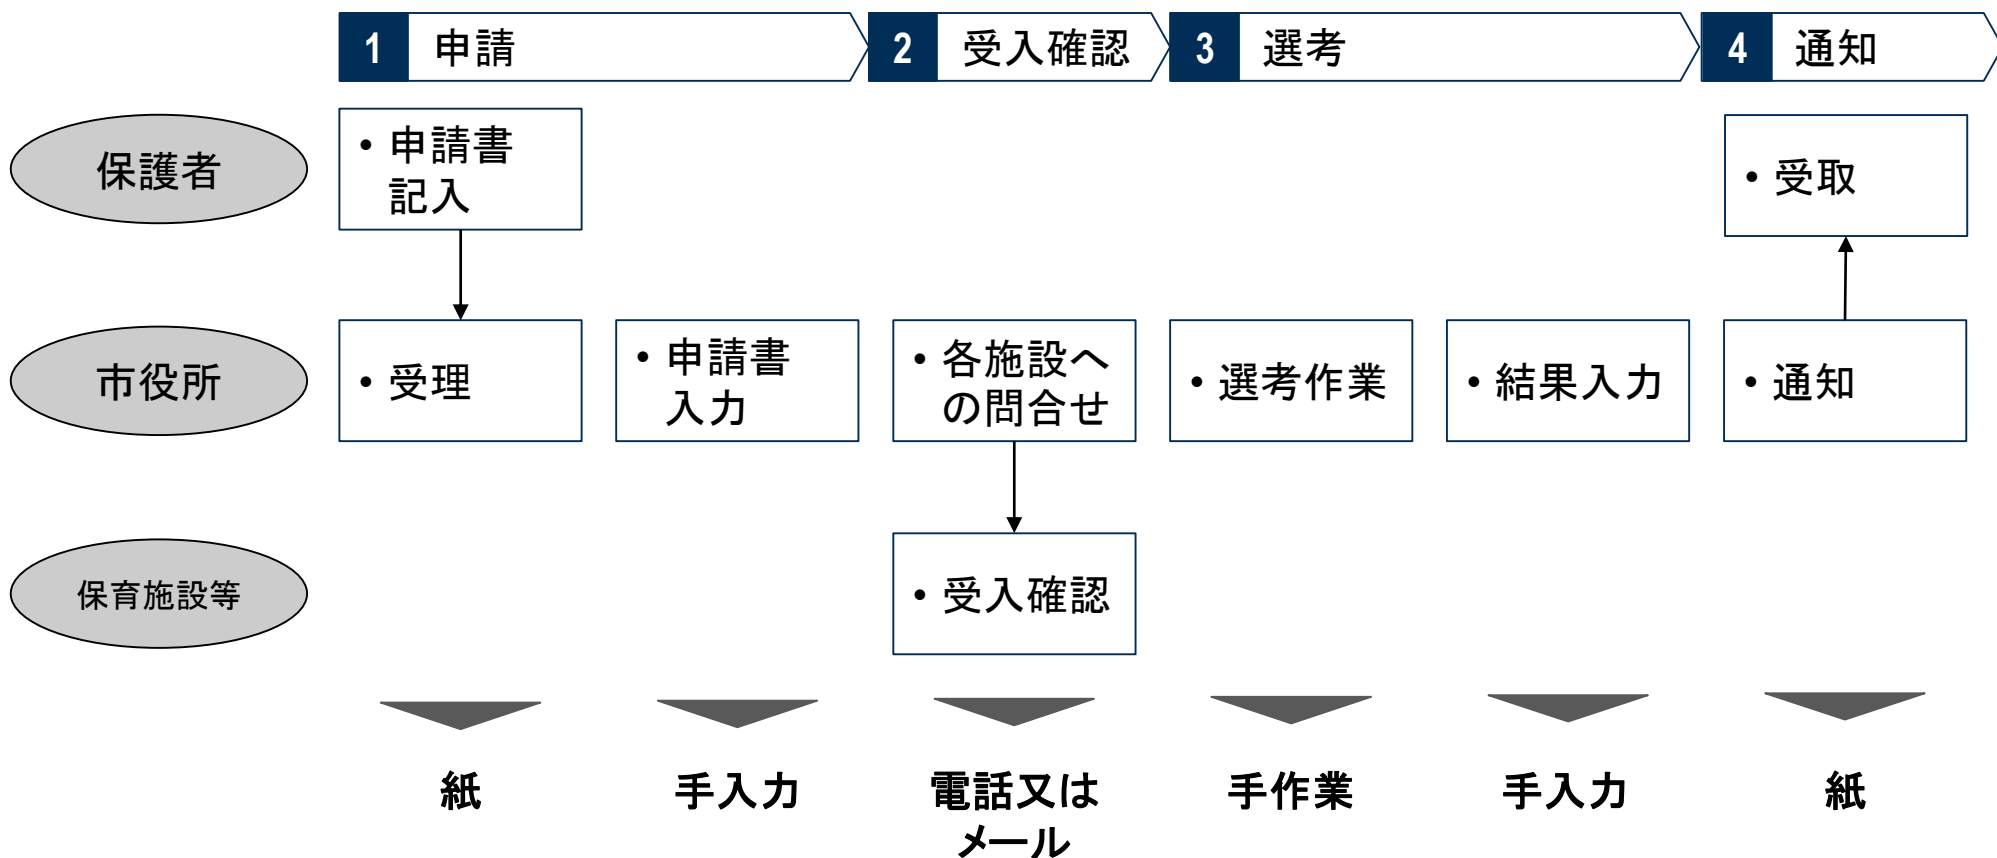 1 申請
2 受入確認
3 選考
4 通知
保護者
• 申請書
記入
• 受取
市役所
• 受理
• 申請書
入力
• 各施設へ
の問合せ
• 選考作業
• 結果入力
• 通知
保育施設等
• 受入確認
紙
手入力
電話又は
メール
手作業
手入力
紙